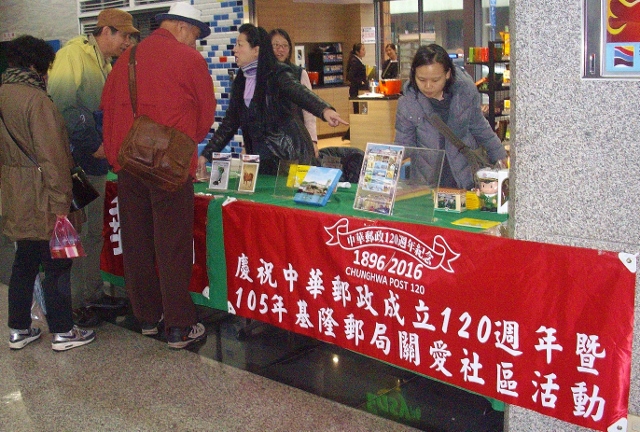 中華郵政120週年紀念
1896/2016
CHUNGHWA POST 120
慶祝中華郵政成立120週年暨
105年基隆郵局關愛社區活動